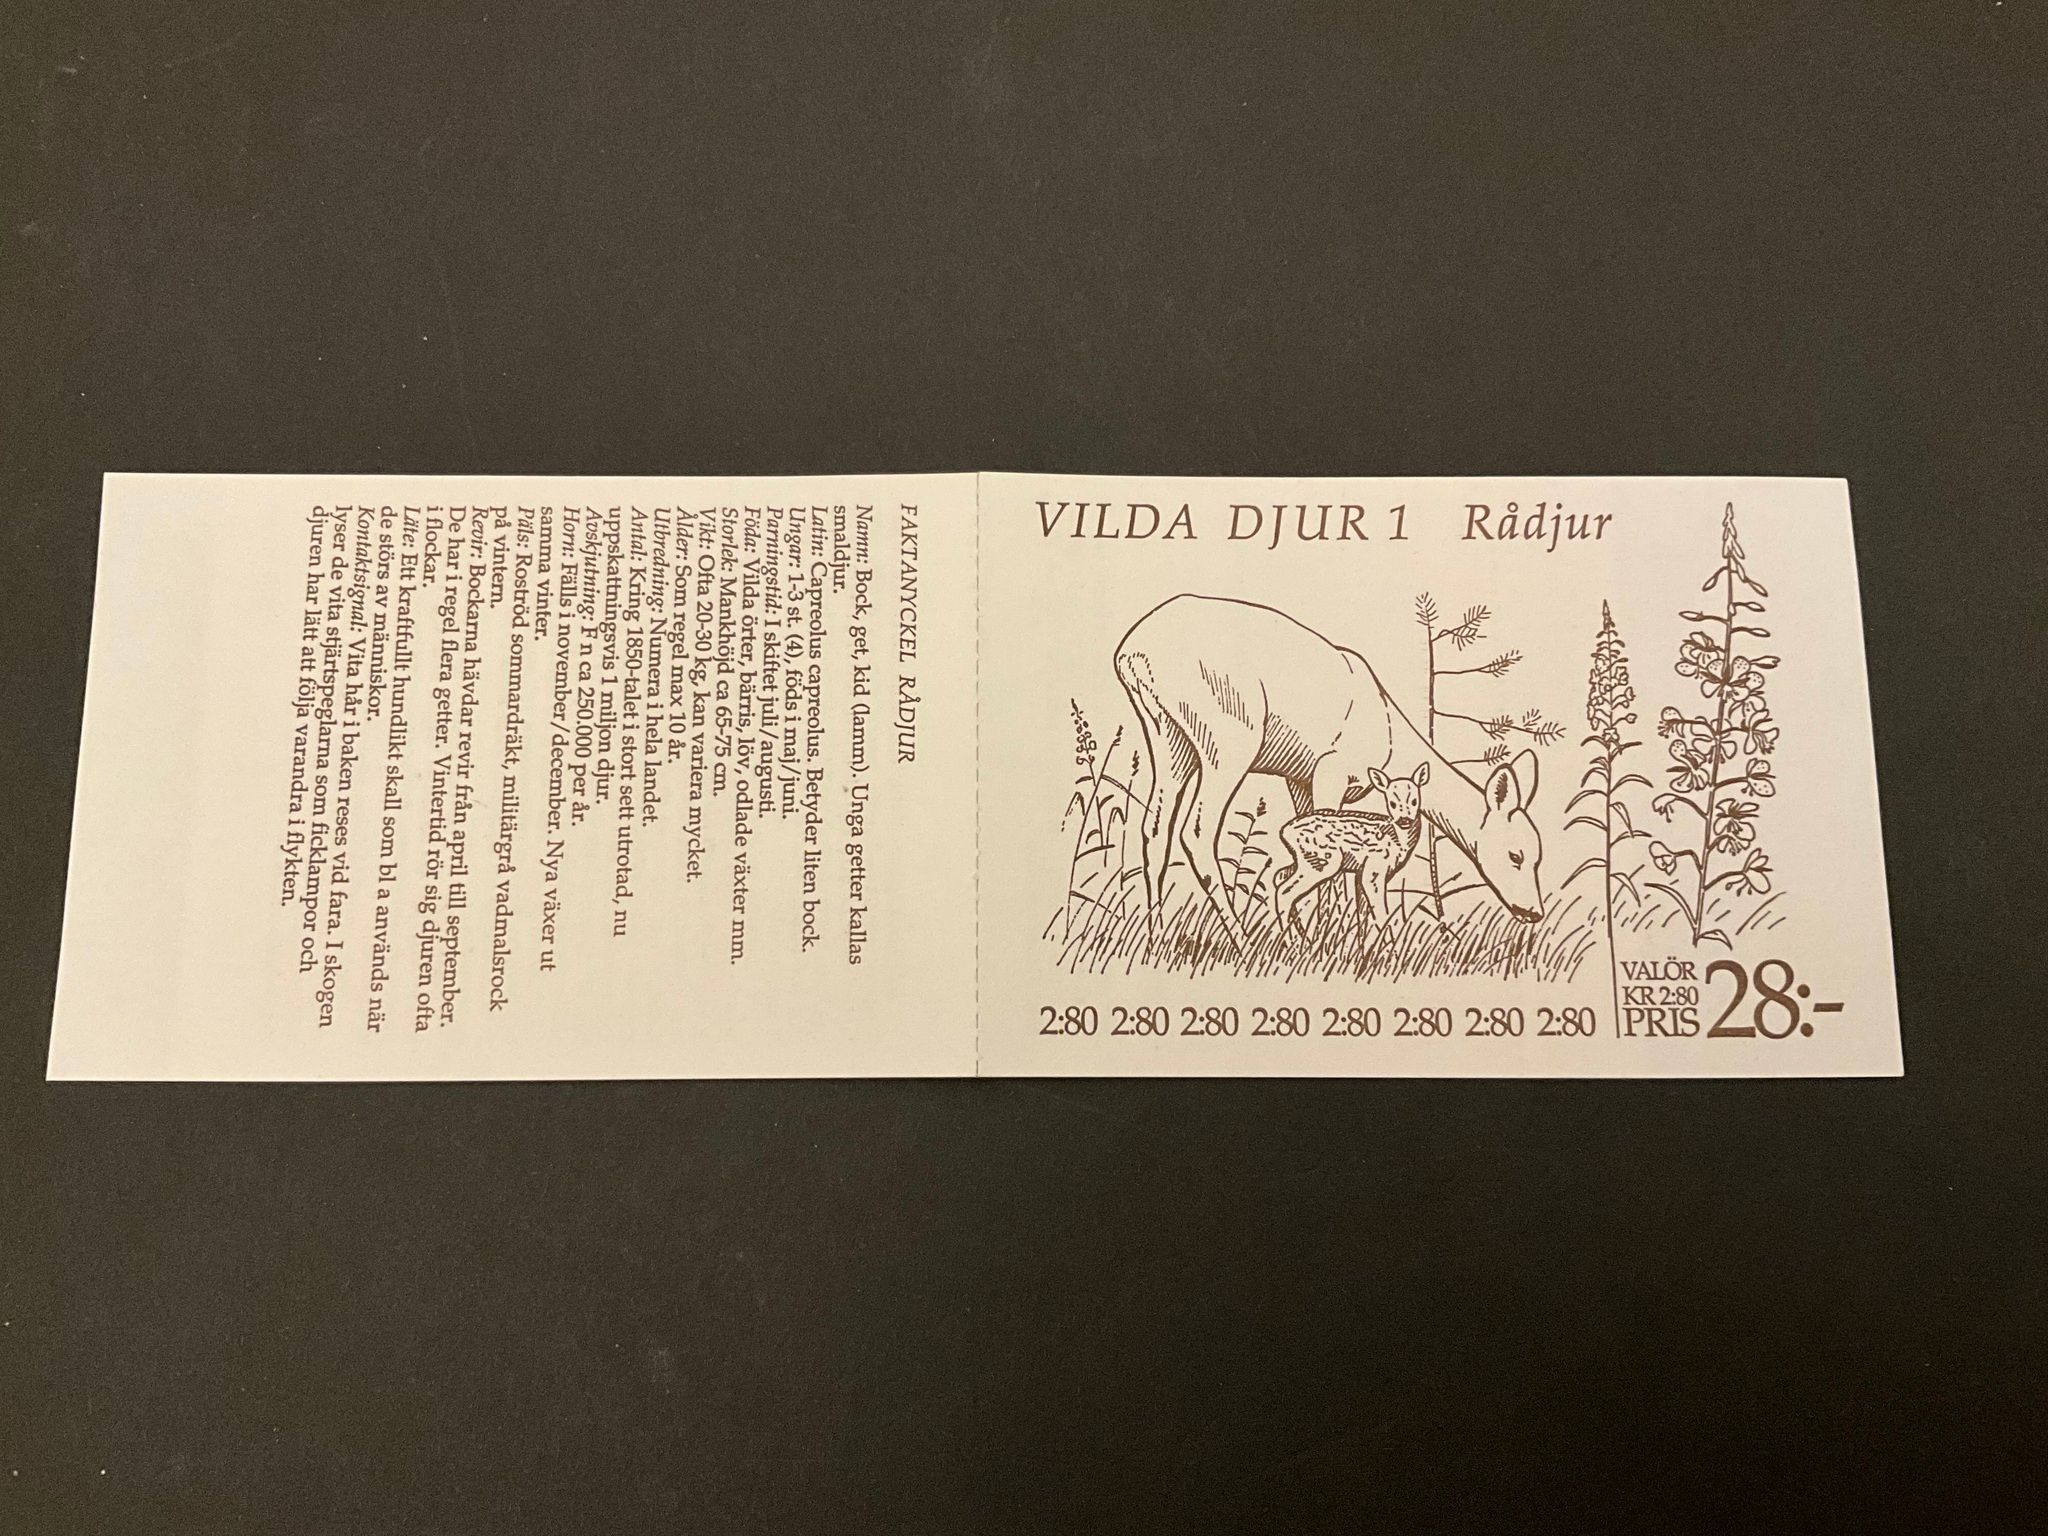 VILDA DJUR 1 Rådjur
VALÖR
KR 2:80
PRIS 28:-
2:80 2:80 2:80 2:80 2:80 2:80 2:80 2:80
FAKTANYCKEL RÅDJUR
Namn: Bock, get, kid (lamm). Unga getter kallas
smaldjur.
Latin: Capreolus capreolus. Betyder liten bock.
Ungar: 1-3 st. (4), föds i maj/juni.
Parningstid: I skiftet juli/augusti.
Föda: Vilda örter, bärris, löv, odlade växter mm.
Storlek: Mankhöjd ca 65-75 cm.
Vikt: Ofta 20-30 kg, kan variera mycket.
Ålder: Som regel max 10 år.
Utbredning: Numera i hela landet.
Antal: Kring 1850-talet i stort sett utrotad, nu
uppskattningsvis 1 miljon djur.
Avskjutning: F n ca 250.000 per år.
Horn: Fälls i november/december. Nya växer ut
samma vinter.
Päls: Roströd sommardräkt, militärgrå vadmalsrock
på vintern.
Revir: Bockarna hävdar revir från april till september.
De har i regel flera getter. Vintertid rör sig djuren ofta
i flockar.
Läte: Ett kraftfullt hundlikt skall som bl a används när
de störs av människor.
Kontaktsignal: Vita hår i baken reses vid fara. I skogen
lyser de vita stjärtspeglarna som ficklampor och
djuren har lätt att följa varandra i flykten.